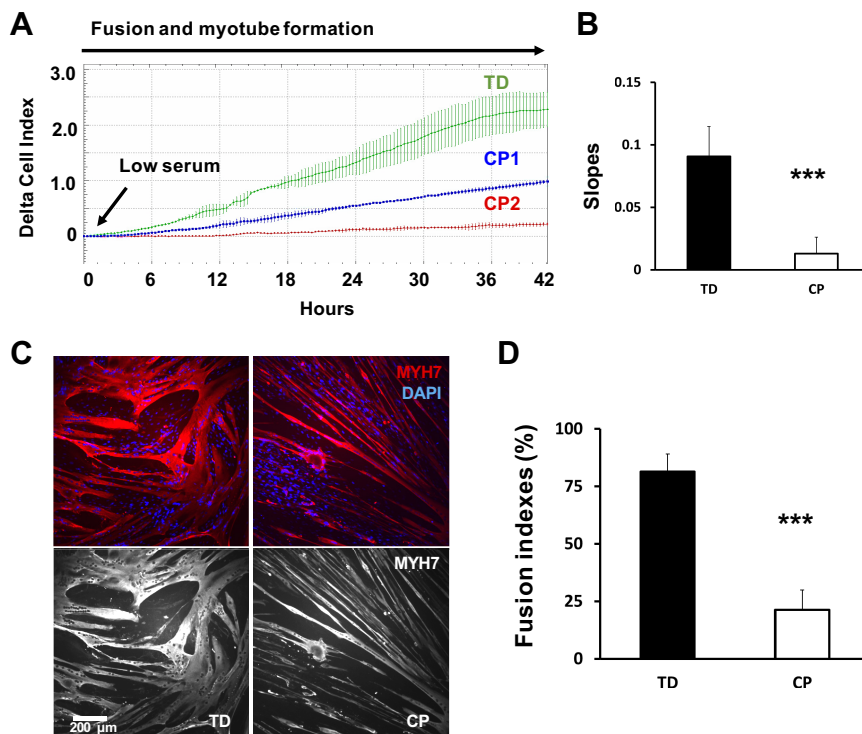 A
Fusion and myotube formation
3.0
2.0
1.0
0
Delta Cell Index
TD
CP1
CP2
Low serum
0 6 12 18 24 30 36 42
Hours
B
0.15
0.1
0.05
0
Slopes
***
TD CP
C
MYH7
DAPI
MYH7
200 µm
TD
CP
D
100
75
50
25
0
Fusion indexes (%)
***
TD CP